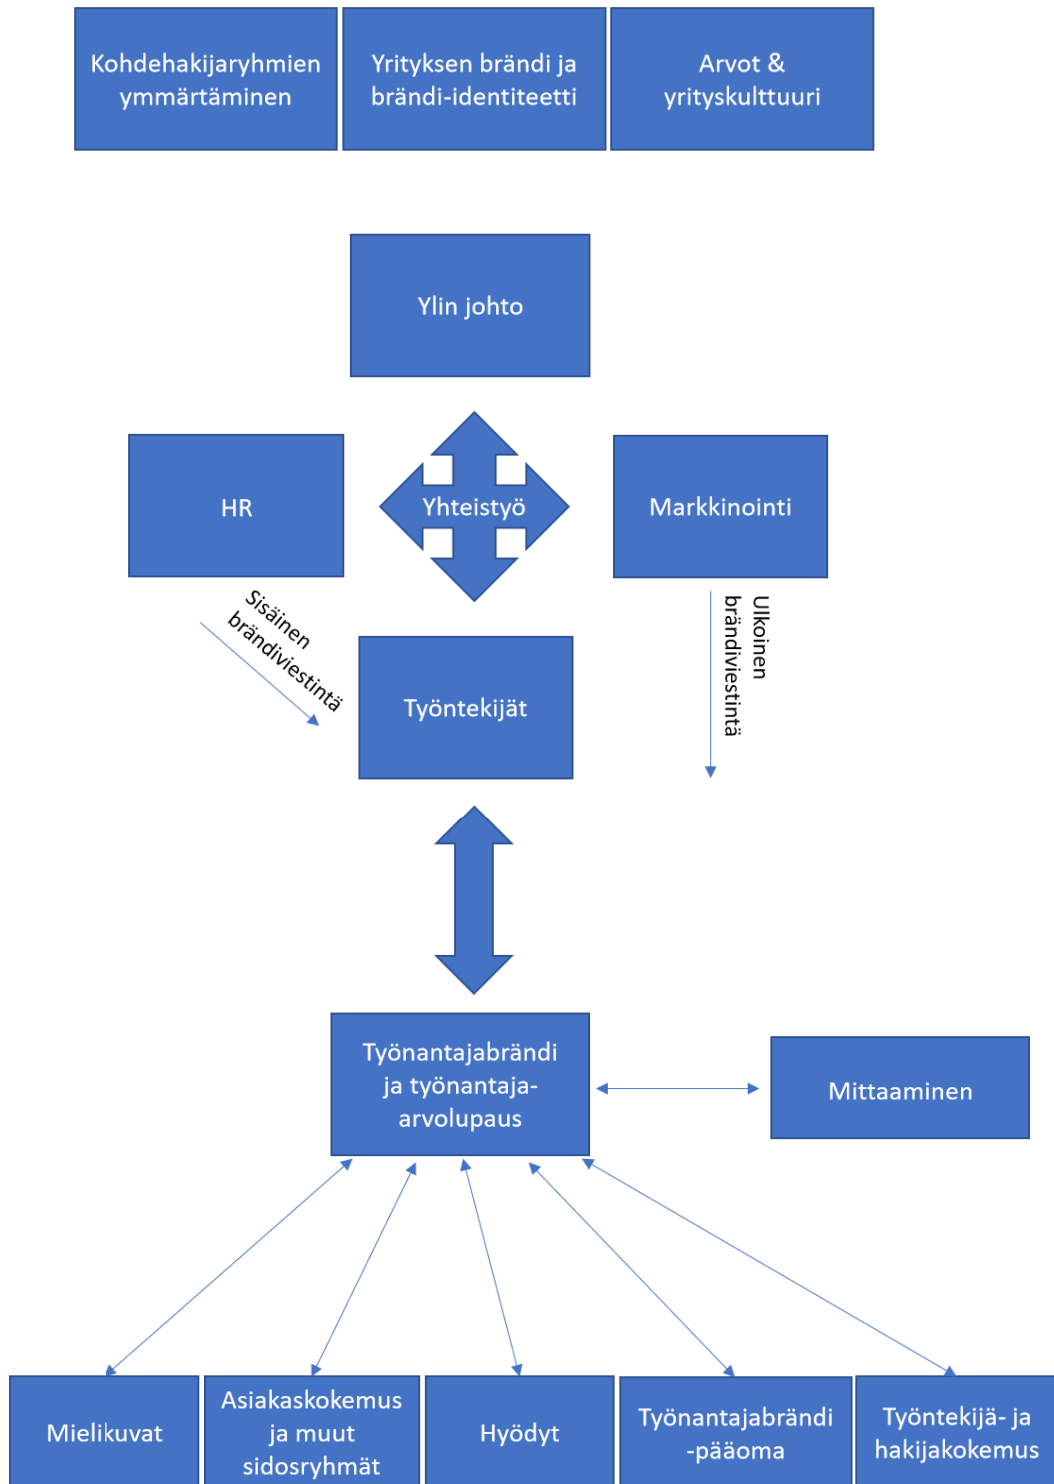 Kohdehakijaryhmien
ymmärtäminen
Yrityksen brändi ja
brändi-identiteetti
Arvot &
yrityskulttuuri
Ylin johto
HR
Yhteistyö
Markkinointi
Sisäinen
brändiviestintä
Ulkoinen
brändiviestintä
Työntekijät
Työnantajabrändi
ja työnantaja-
arvolupaus
Mittaaminen
Mielikuvat
Asiakaskokemus
ja muut
sidosryhmät
Hyödyt
Työnantajabrändi
-pääoma
Työntekijä- ja
hakijakokemus